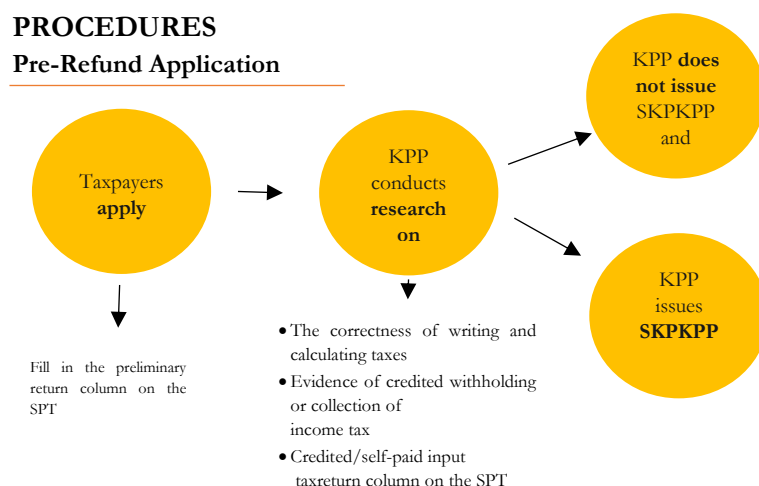 PROCEDURES
Pre-Refund Application
Taxpayers
apply
Fill in the preliminary
return column on the
SPT
KPP
conducts
research
on
• The correctness of writing and
calculating taxes
• Evidence of credited withholding
or collection of
income tax
• Credited/self-paid input
taxreturn column on the SPT
KPP does
not issue
SKPKPP
and
KPP
issues
SKPKPP